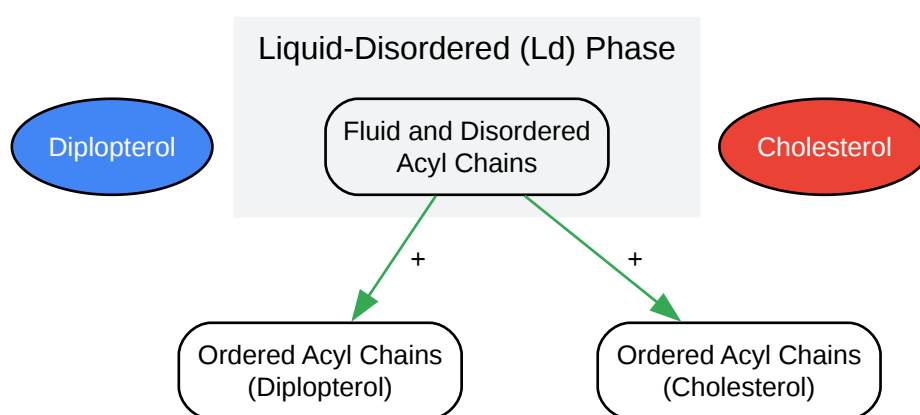 Liquid-Disordered (Ld) Phase
Diplopterol
Fluid and Disordered
Acyl Chains
Cholesterol
+
+
Ordered Acyl Chains
(Diplopterol)
Ordered Acyl Chains
(Cholesterol)